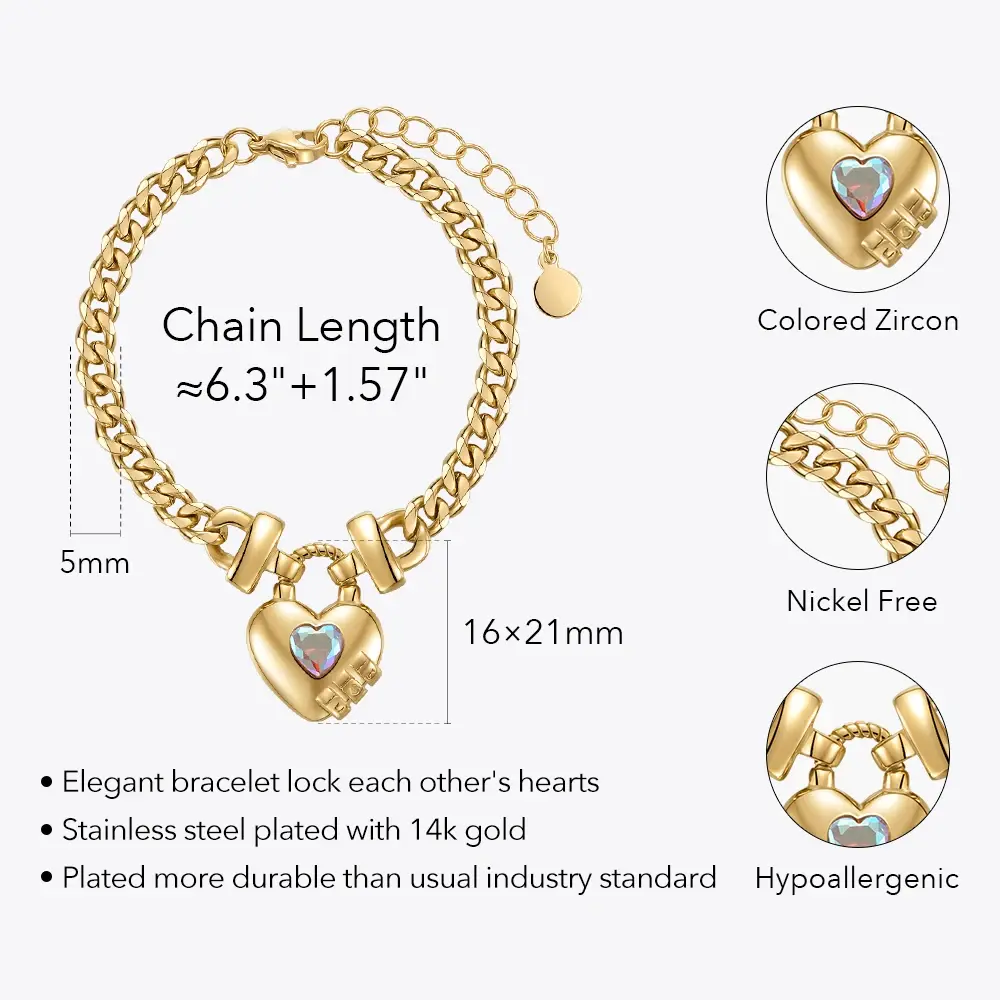 Chain Length
≈6.3"+1.57"
5mm
16×21mm
Colored Zircon
Nickel Free
Hypoallergenic
• Elegant bracelet lock each other's hearts
• Stainless steel plated with 14k gold
• Plated more durable than usual industry standard